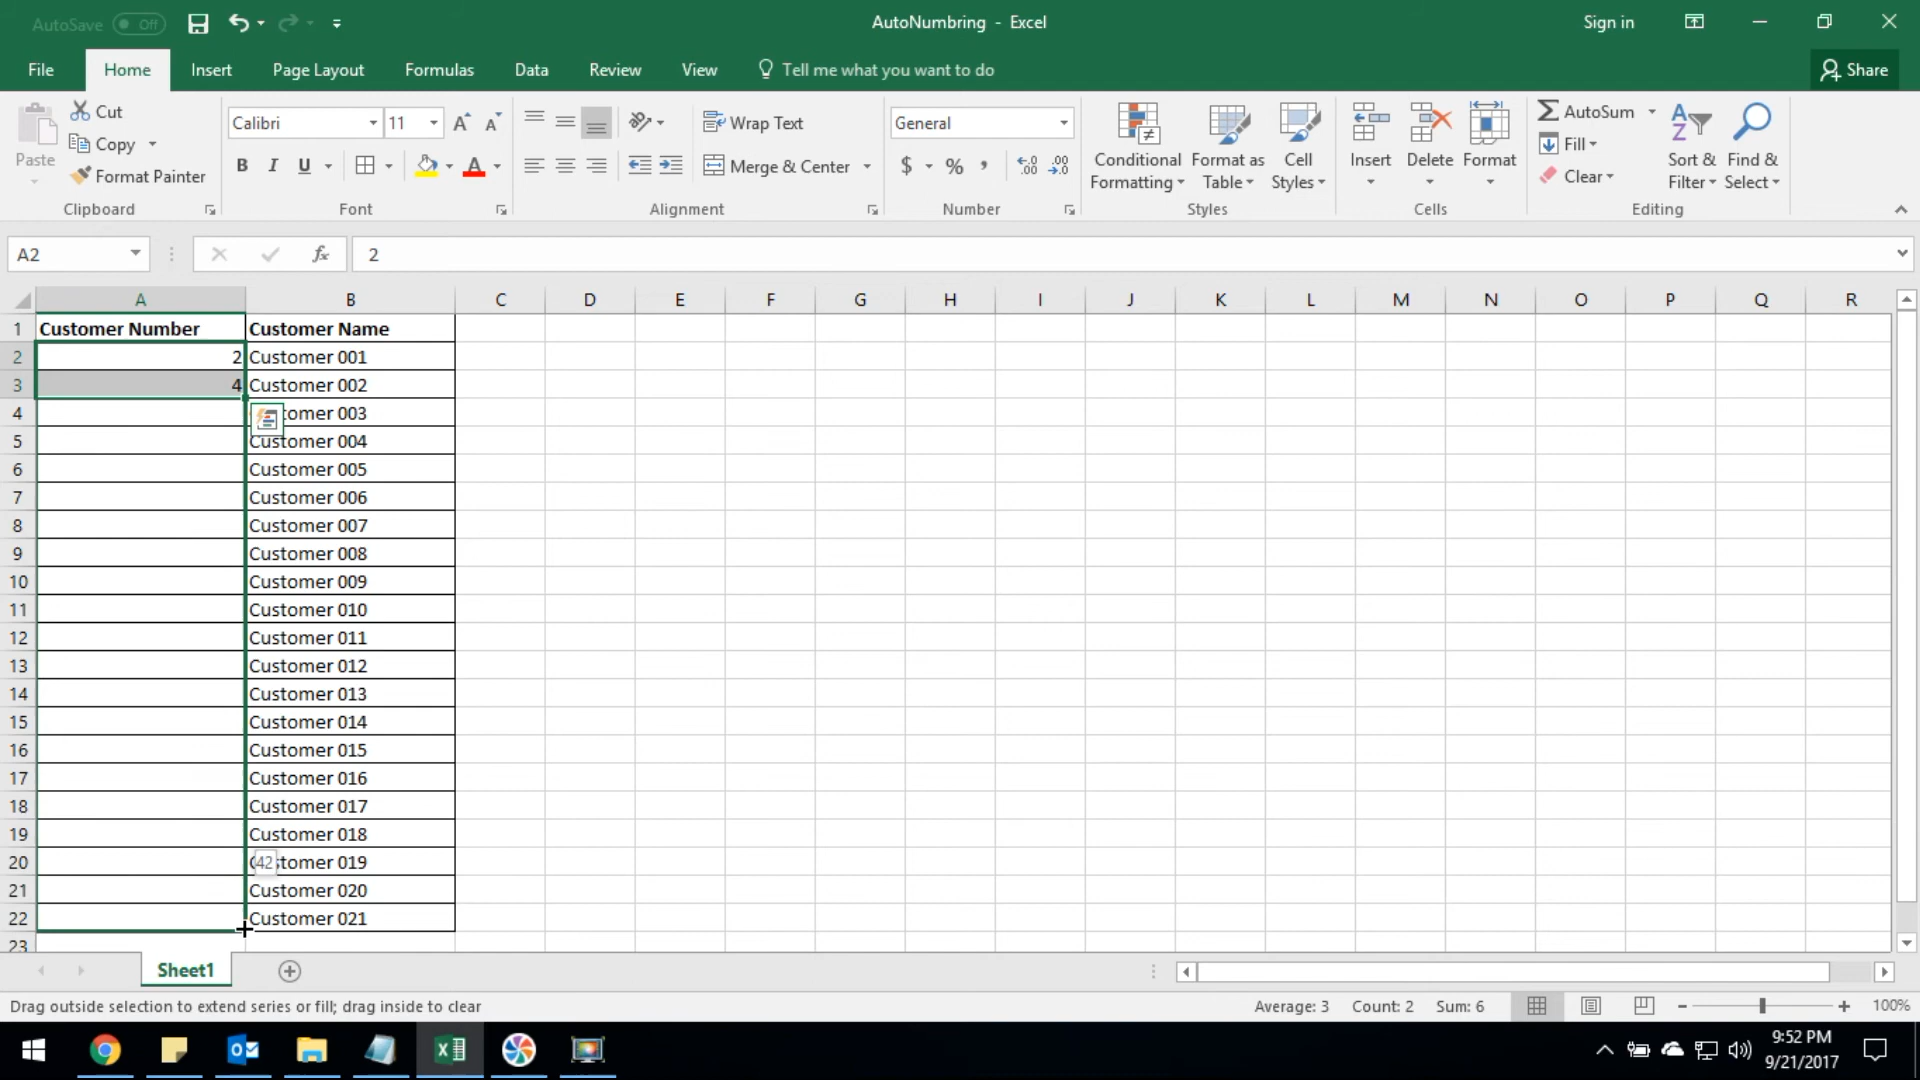 AutoSave Off
AutoNumbring - Excel
Sign in
File Home Insert Page Layout Formulas Data Review View Tell me what you want to do
Share
Paste
Cut
Copy
Format Painter
Clipboard
Calibri 11
B I U
Font
Wrap Text
Merge & Center
Alignment
General
$ % ,
Number
Conditional Formatting
Format as Table
Cell Styles
Styles
Insert
Delete
Format
Cells
AutoSum
Fill
Clear
Sort & Filter
Find & Select
Editing
A2
fx
2
A B C D E F G H I J K L M N O P Q R
1 Customer Number Customer Name
2 2 Customer 001
3 4 Customer 002
4 tomer 003
5 Customer 004
6 Customer 005
7 Customer 006
8 Customer 007
9 Customer 008
10 Customer 009
11 Customer 010
12 Customer 011
13 Customer 012
14 Customer 013
15 Customer 014
16 Customer 015
17 Customer 016
18 Customer 017
19 Customer 018
20 42 tomer 019
21 Customer 020
22 Customer 021
23
Sheet1
Drag outside selection to extend series or fill; drag inside to clear
Average: 3 Count: 2 Sum: 6
100%
9:52 PM
9/21/2017